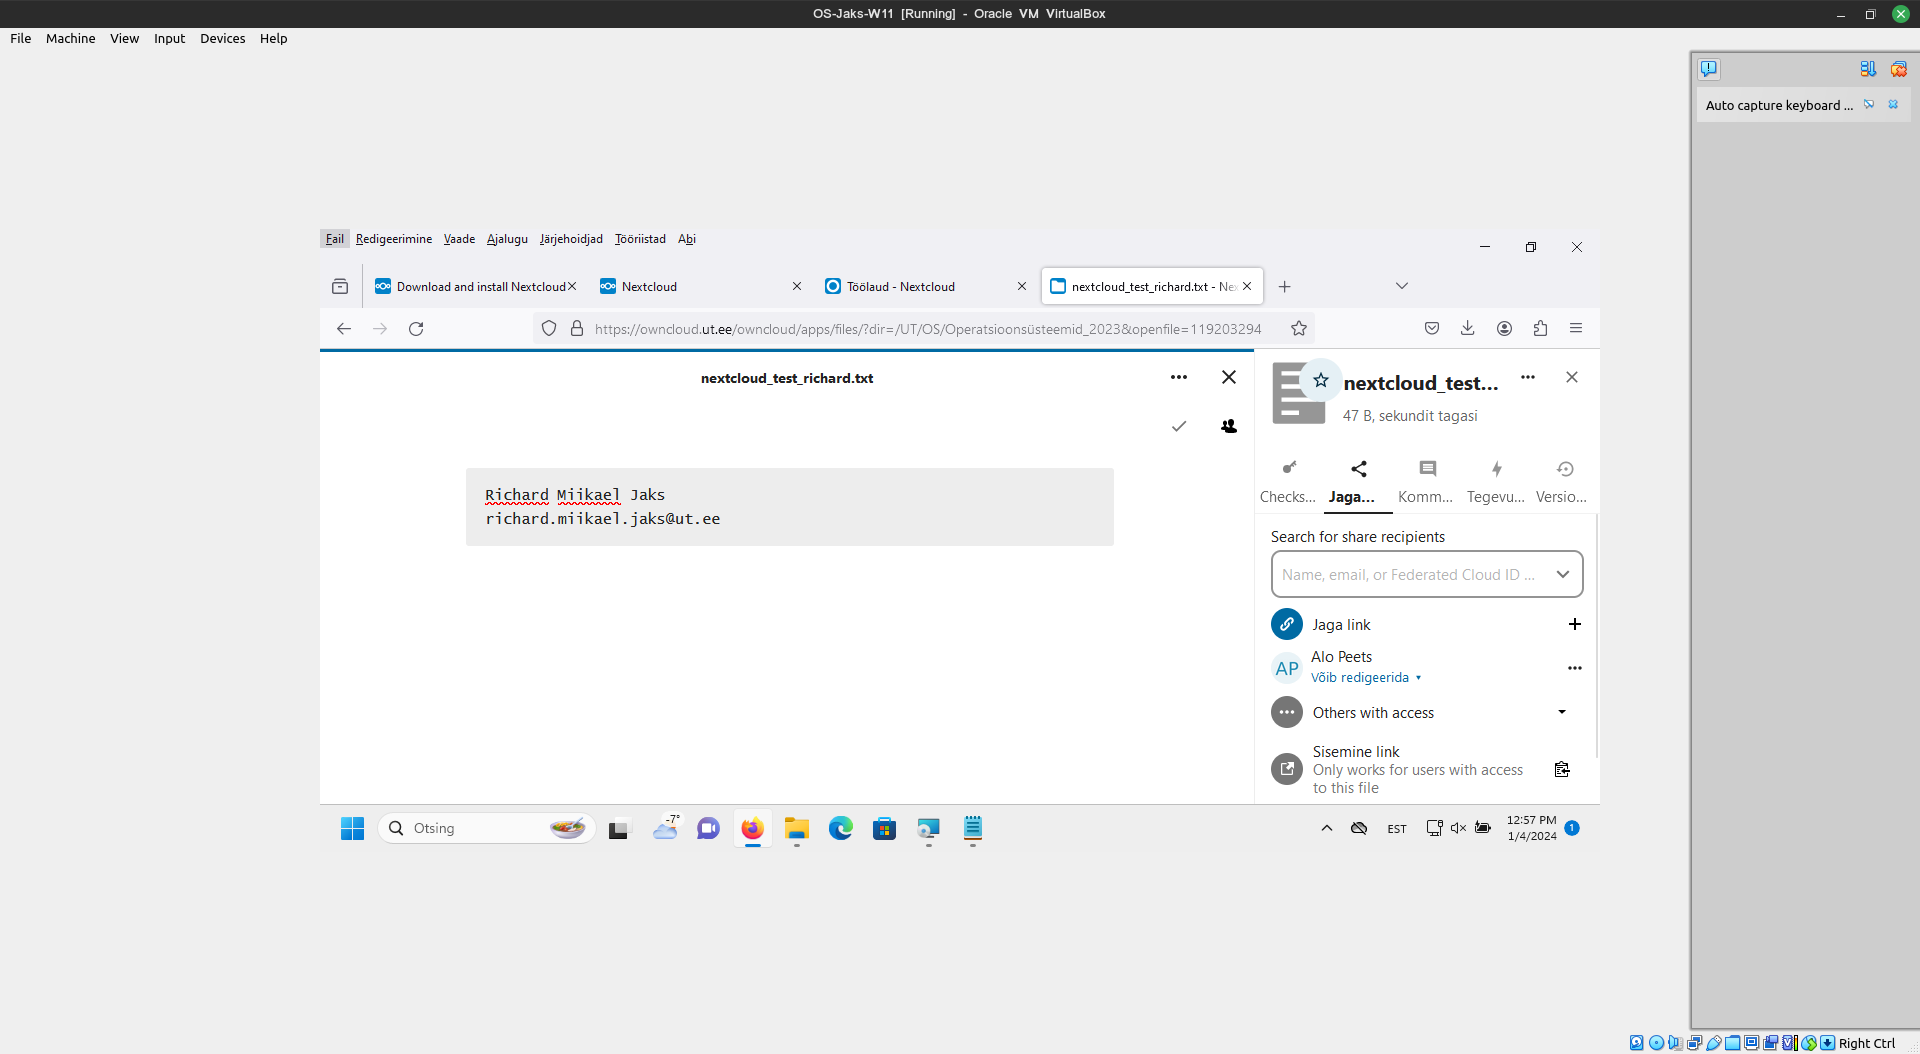 OS-Jaks-W11 [Running] - Oracle VM VirtualBox
File Machine View Input Devices Help
Auto capture keyboard ...
Fail Redigeerimine Vaade Ajalugu Järjehoidjad Tööriistad Abi
Download and install Nextcloud
Nextcloud
Töölaud - Nextcloud
nextcloud_test_richard.txt - Ne
https://owncloud.ut.ee/owncloud/apps/files/?dir=/UT/OS/Operatsioonsüsteemid_2023&openfile=119203294
nextcloud_test_richard.txt
Richard Miikael Jaks
richard.miikael.jaks@ut.ee
nextcloud_test...
47 B, sekundit tagasi
Checks... Jaga... Komm... Tegevu... Versio...
Search for share recipients
Name, email, or Federated Cloud ID ...
Jaga link
AP
Alo Peets
Võib redigeerida
Others with access
Sisemine link
Only works for users with access
to this file
Otsing
-7°
EST
12:57 PM
1/4/2024
1
Right Ctrl